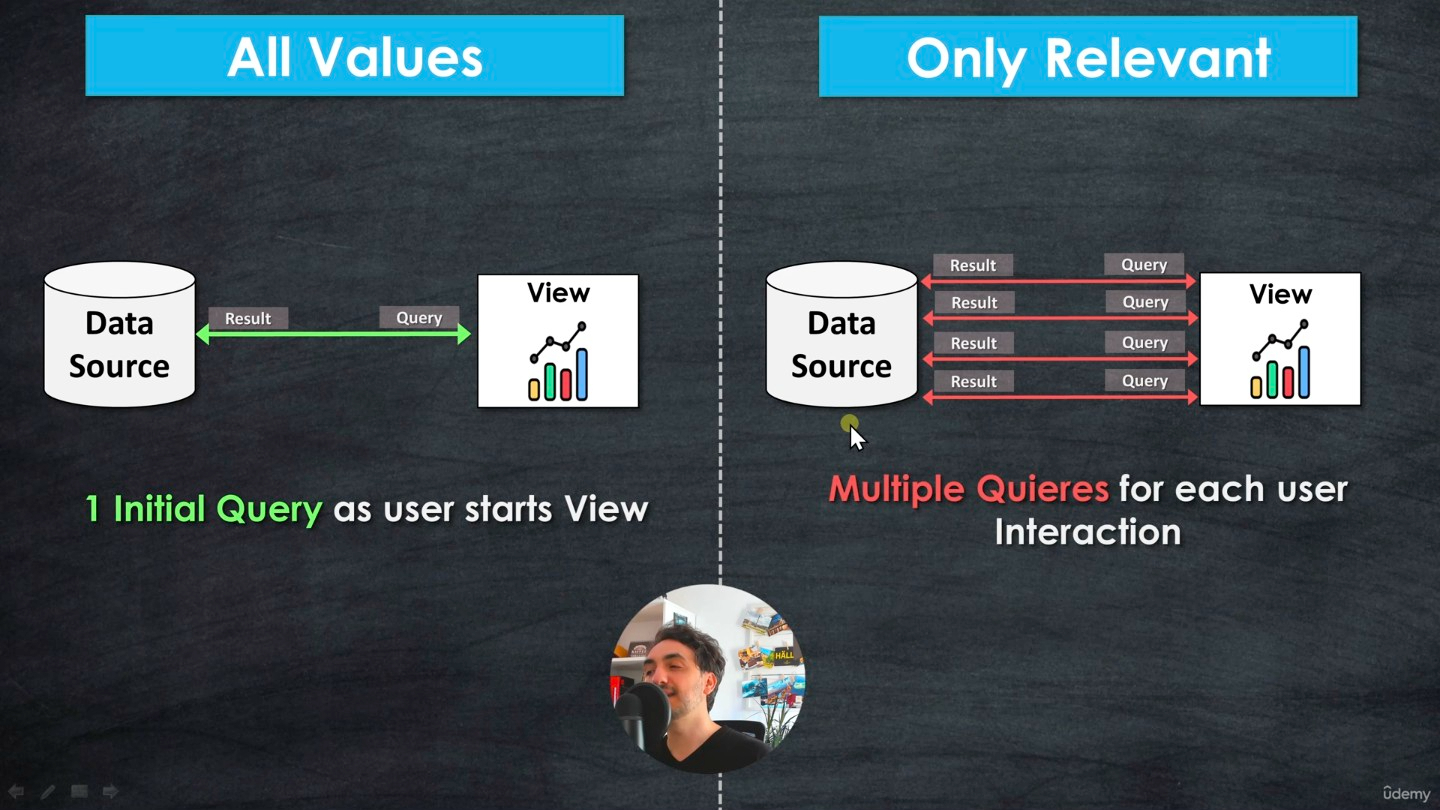 All Values
Only Relevant
Data
Source
Result
Query
View
1 Initial Query as user starts View
Data
Source
Result
Query
Result
Query
Result
Query
Result
Query
View
Multiple Quieres for each user
Interaction
HÄLL
ûdemy